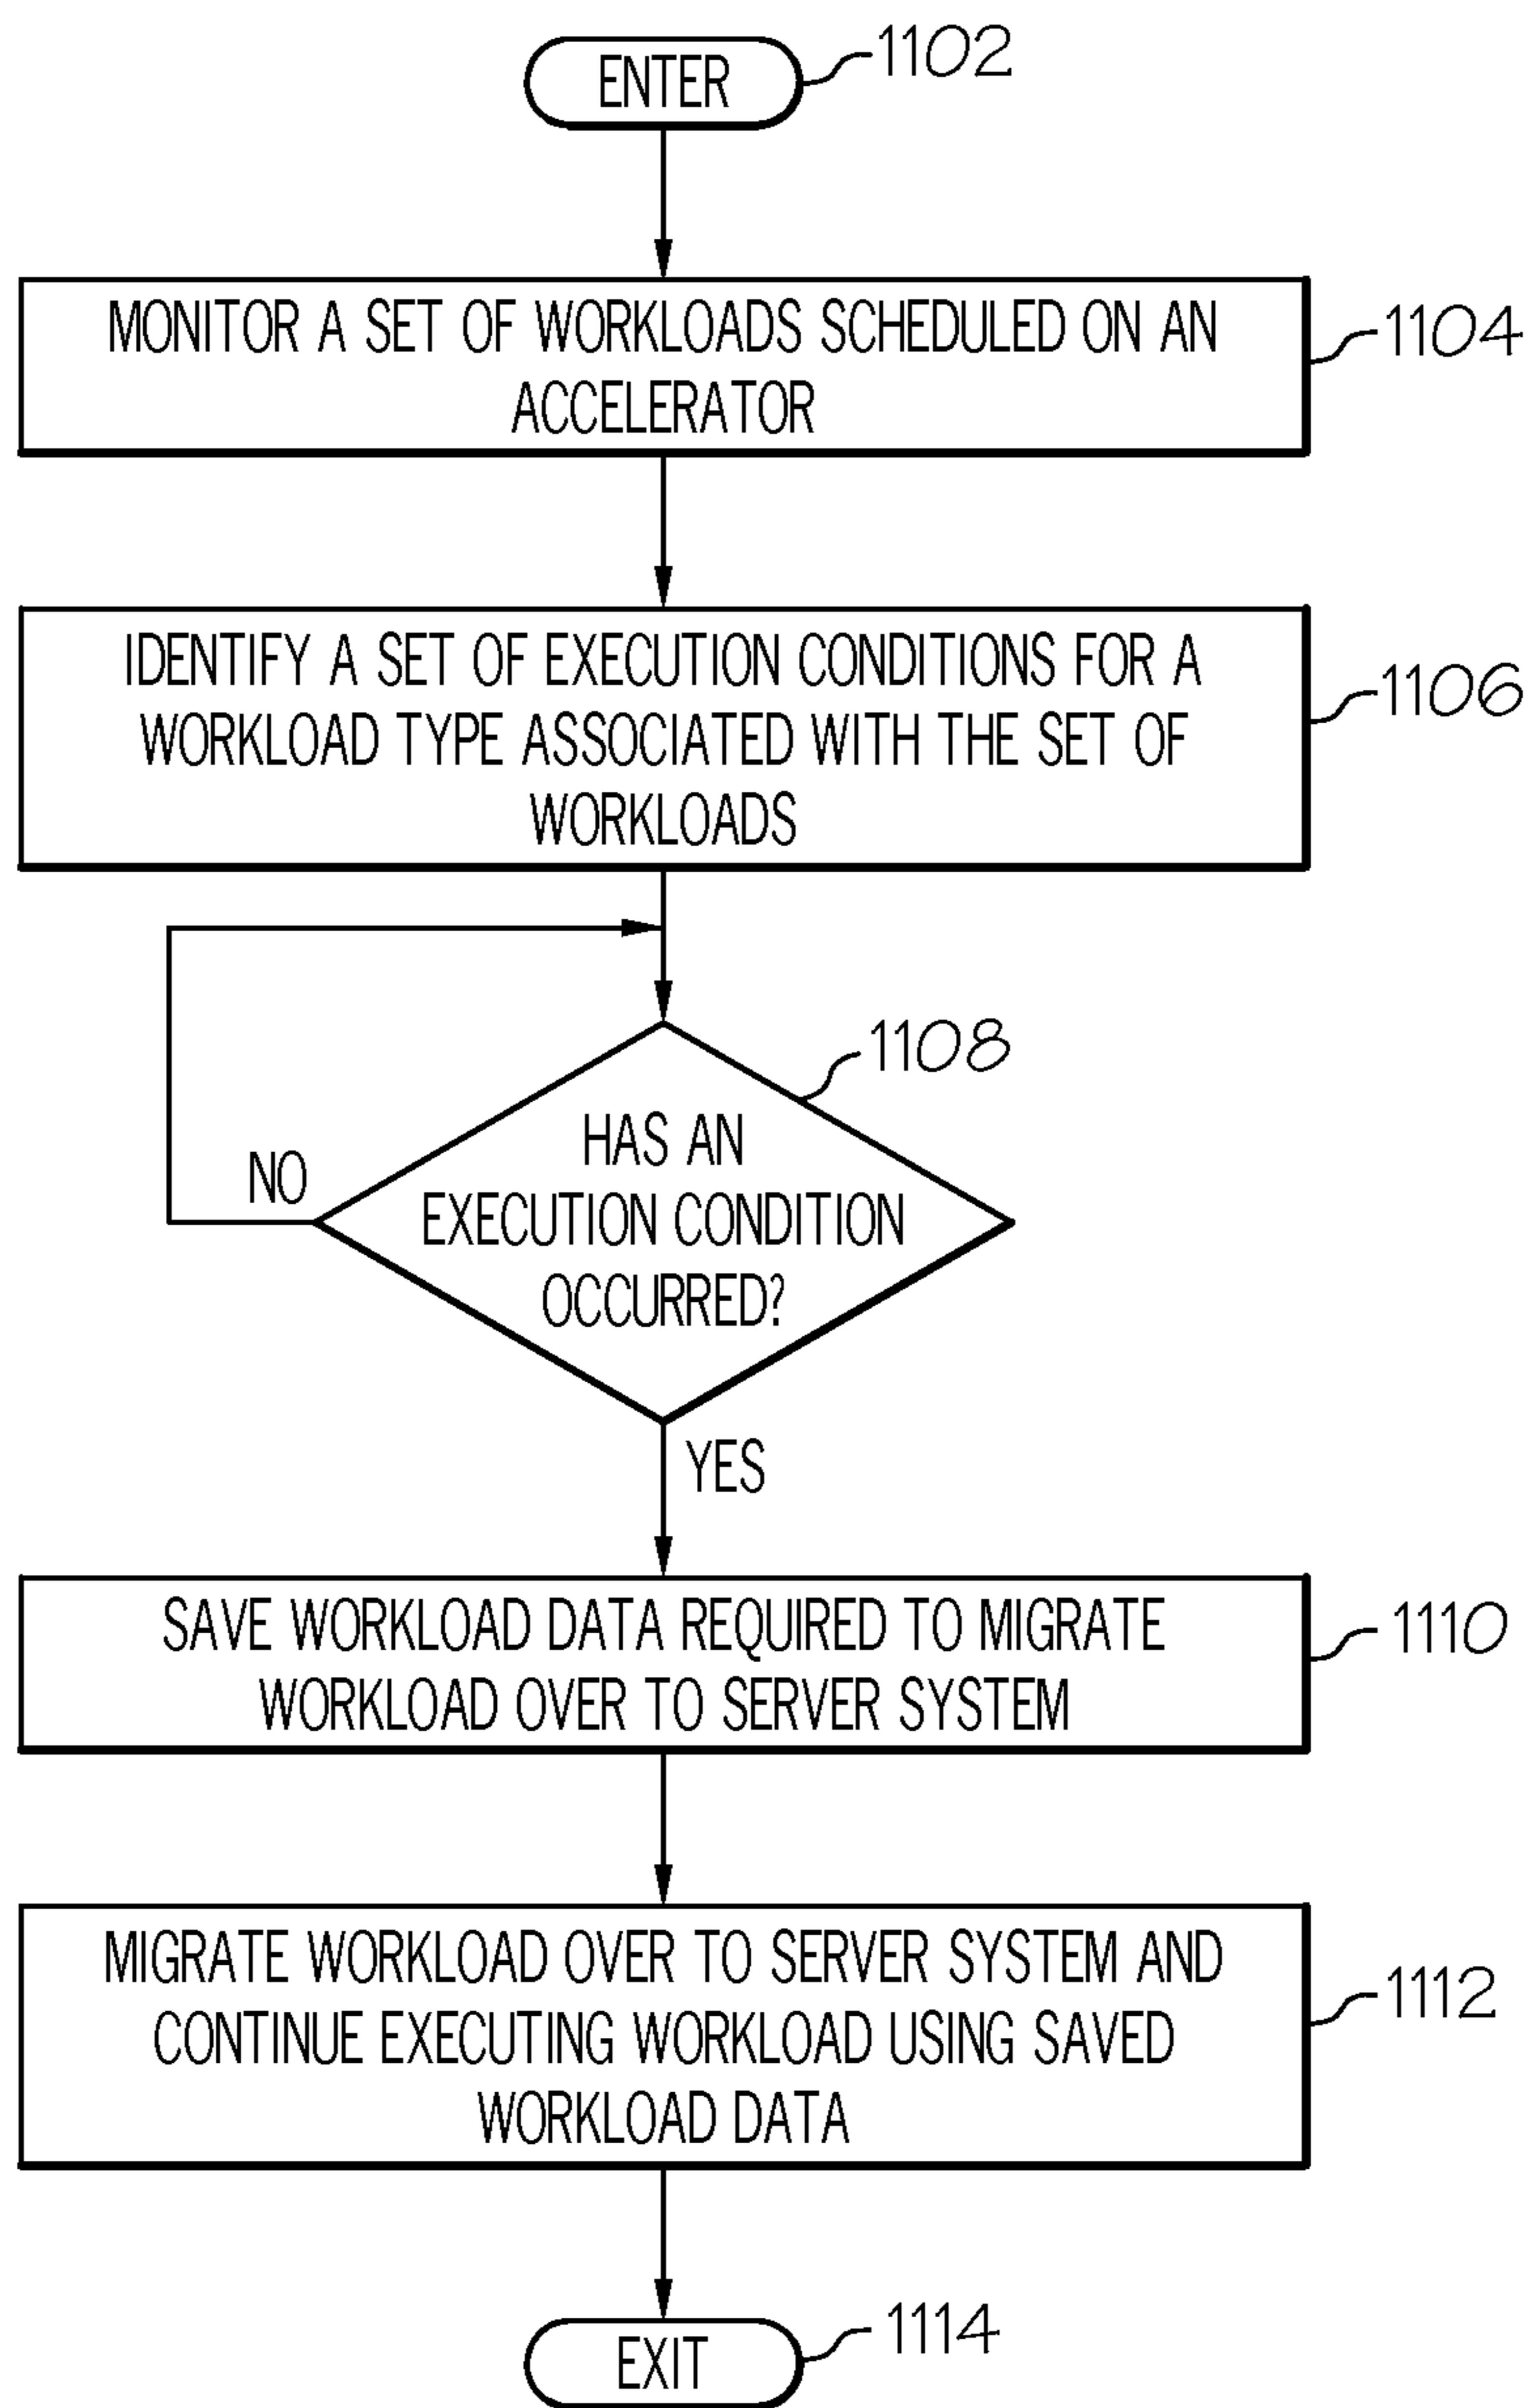 ENTER
1102
MONITOR A SET OF WORKLOADS SCHEDULED ON AN
ACCELERATOR
1104
IDENTIFY A SET OF EXECUTION CONDITIONS FOR A
WORKLOAD TYPE ASSOCIATED WITH THE SET OF
WORKLOADS
1106
1108
HAS AN
EXECUTION CONDITION
OCCURRED?
NO
YES
SAVE WORKLOAD DATA REQUIRED TO MIGRATE
WORKLOAD OVER TO SERVER SYSTEM
1110
MIGRATE WORKLOAD OVER TO SERVER SYSTEM AND
CONTINUE EXECUTING WORKLOAD USING SAVED
WORKLOAD DATA
1112
EXIT
1114